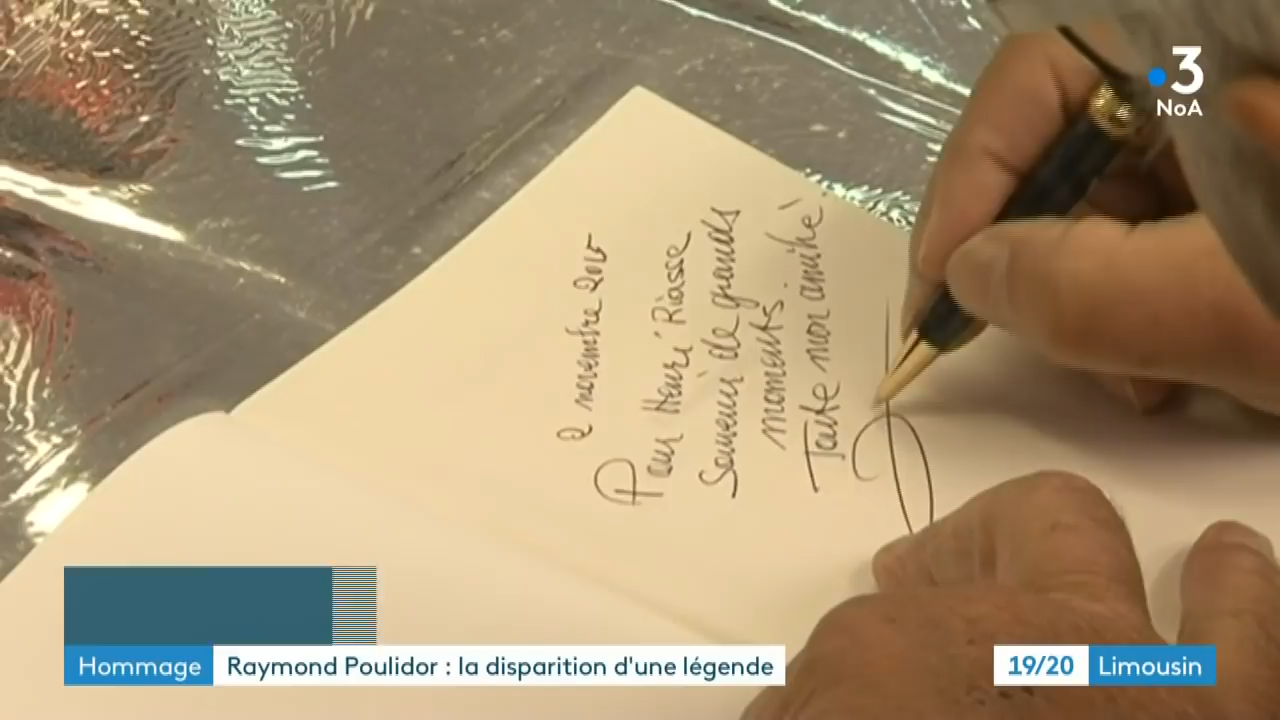 3
NoA
2 novembre 2015
Pour Henri Riasse
Souvenir de grands
moments.
Toute mon amitié.
Hommage
Raymond Poulidor : la disparition d'une légende
19/20
Limousin